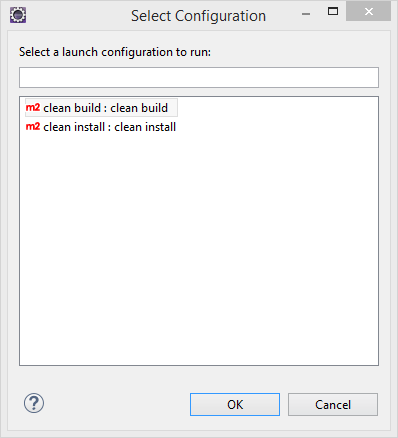 Select Configuration
Select a launch configuration to run:
m2 clean build : clean build
m2 clean install : clean install
?
OK
Cancel